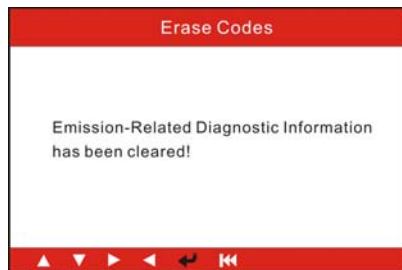 Erase Codes
Emission-Related Diagnostic Information
has been cleared!